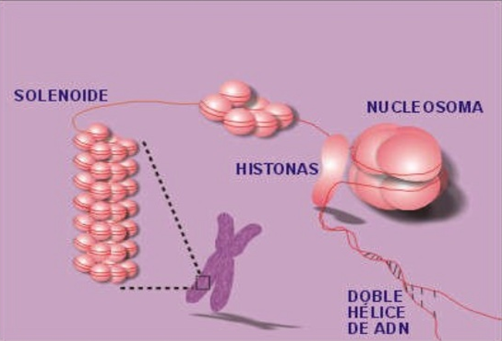 SOLENOIDE
NUCLEOSOMA
HISTONAS
DOBLE
HÉLICE
DE ADN